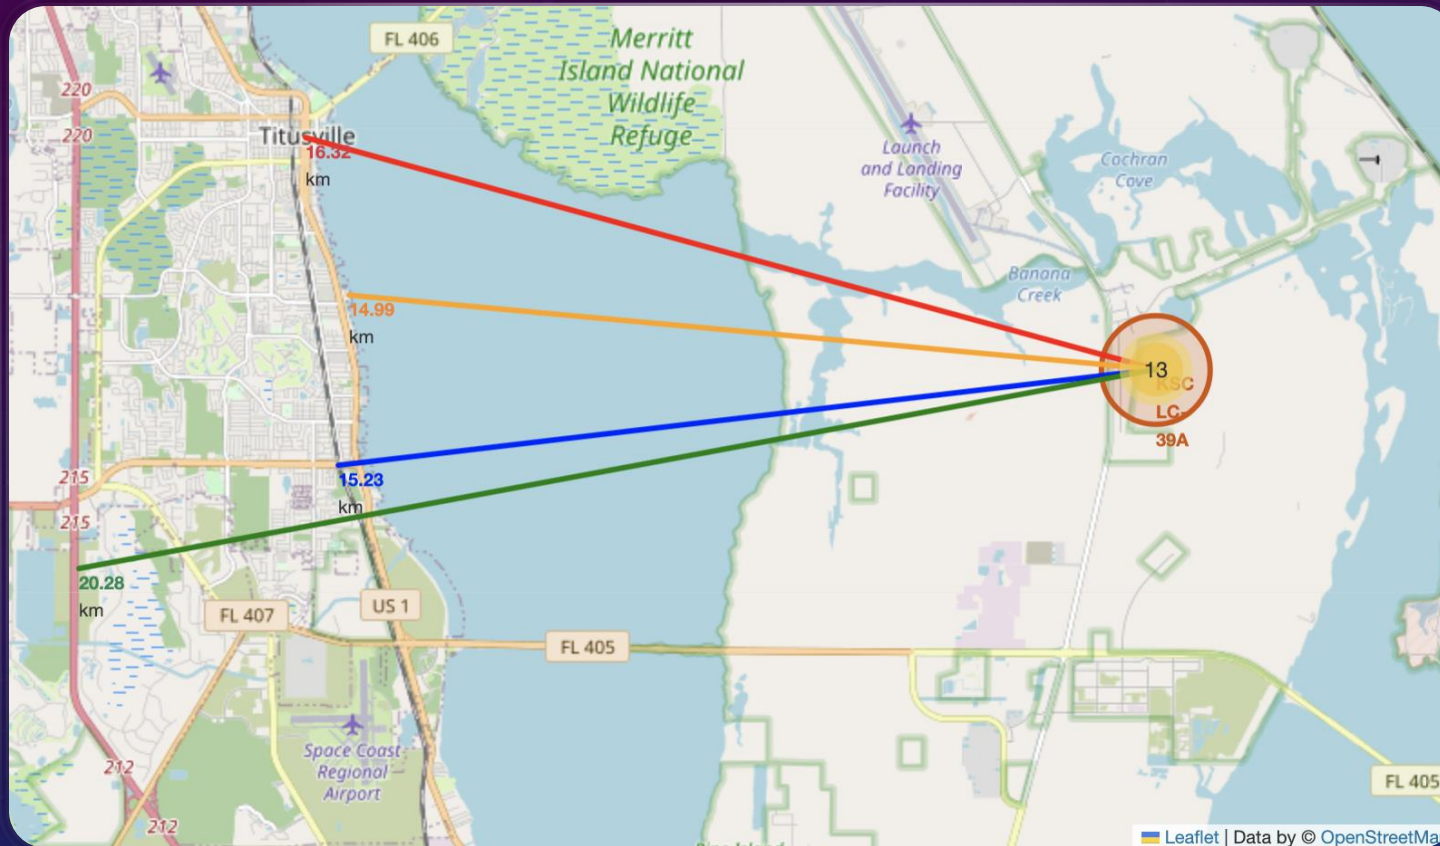 FL 406
Merritt
Island National
Wildlife
Refuge
220
220
Titusville
16.32
km
Launch
and Landing
Facility
Cochran
Cove
Banana
Creek
14.99
km
13
KSC
LC-
39A
215
15.23
km
215
20.28
km
FL 407
US 1
FL 405
Space Coast
Regional
Airport
212
212
FL 405
Leaflet | Data by © OpenStreetMa